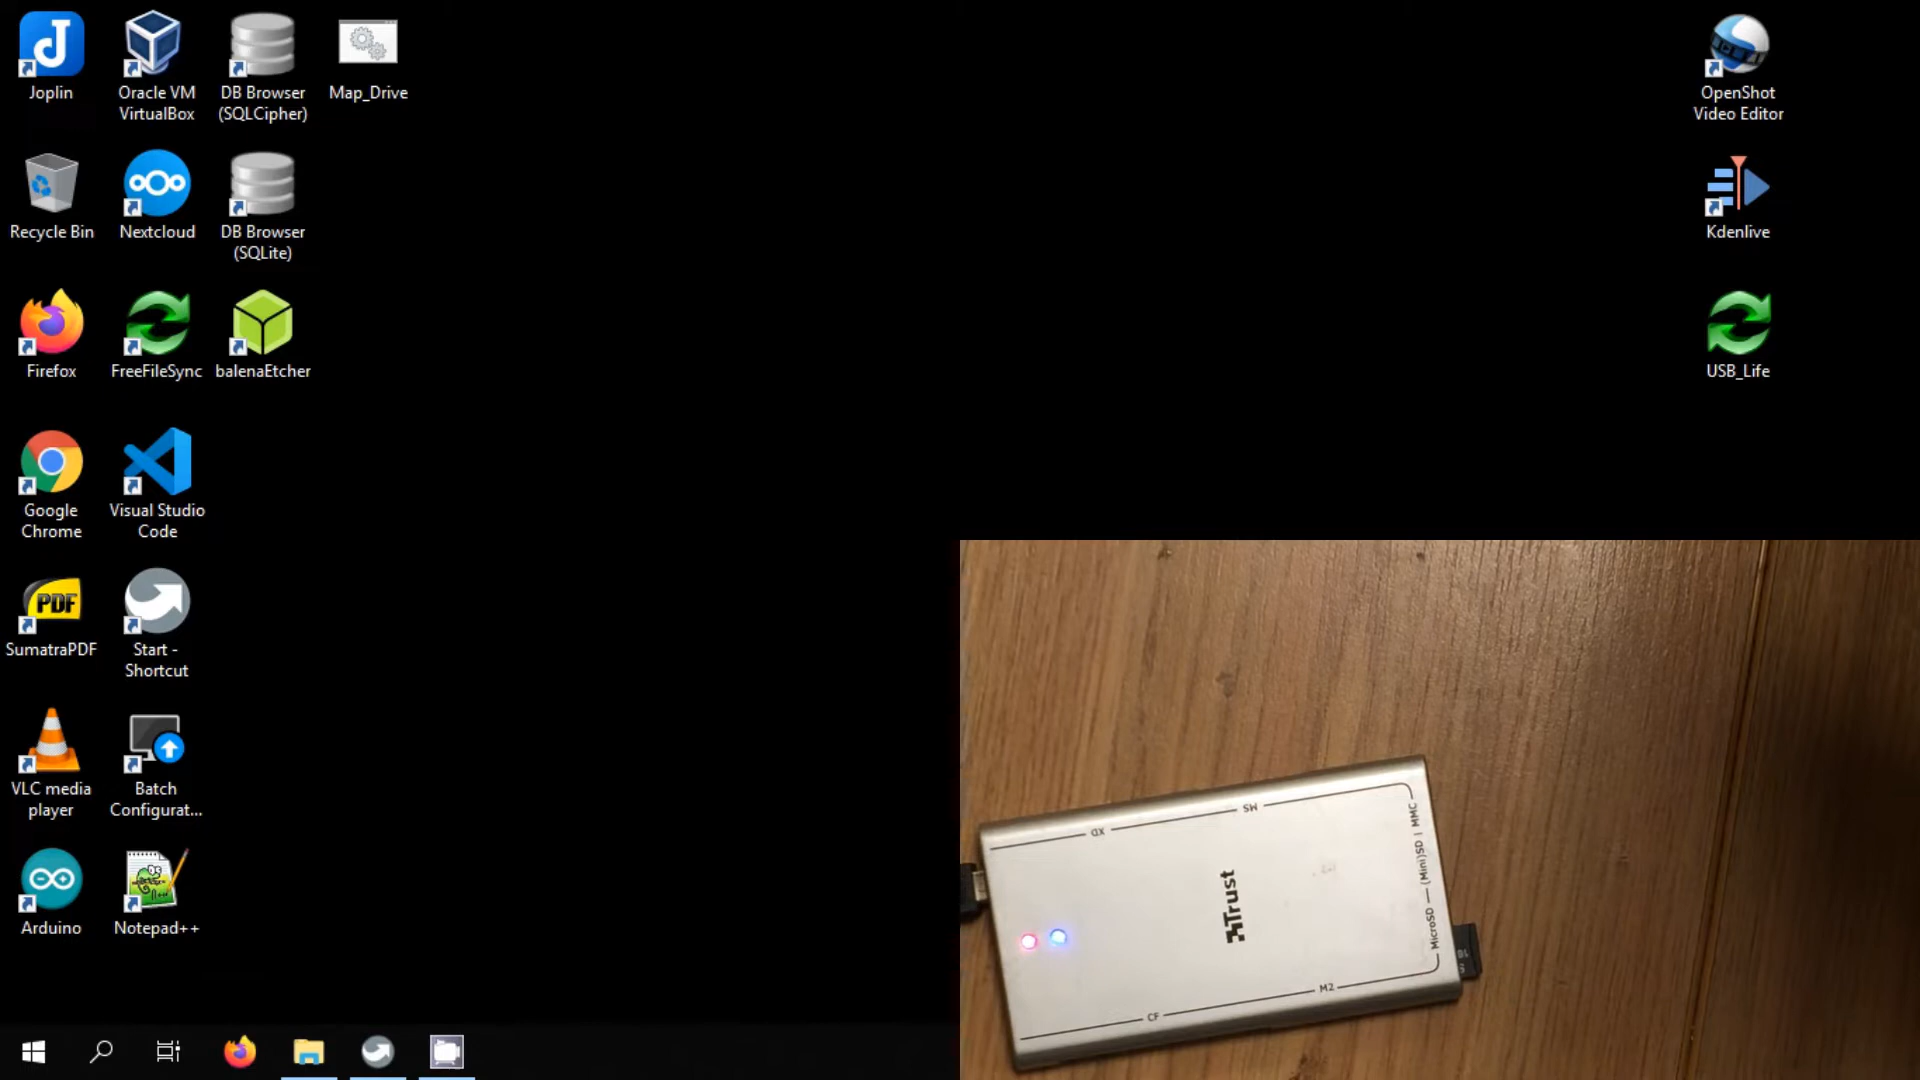 Joplin
Oracle VM
VirtualBox
DB Browser
(SQLCipher)
Map_Drive
OpenShot
Video Editor
Recycle Bin
Nextcloud
DB Browser
(SQLite)
Kdenlive
Firefox
FreeFileSync
balenaEtcher
USB_Life
Google
Chrome
Visual Studio
Code
PDF
SumatraPDF
Start -
Shortcut
VLC media
player
Batch
Configurat...
Arduino
Notepad++
XD
MS
MicroSD — (Mini)SD | MMC
Trust
M2
CF